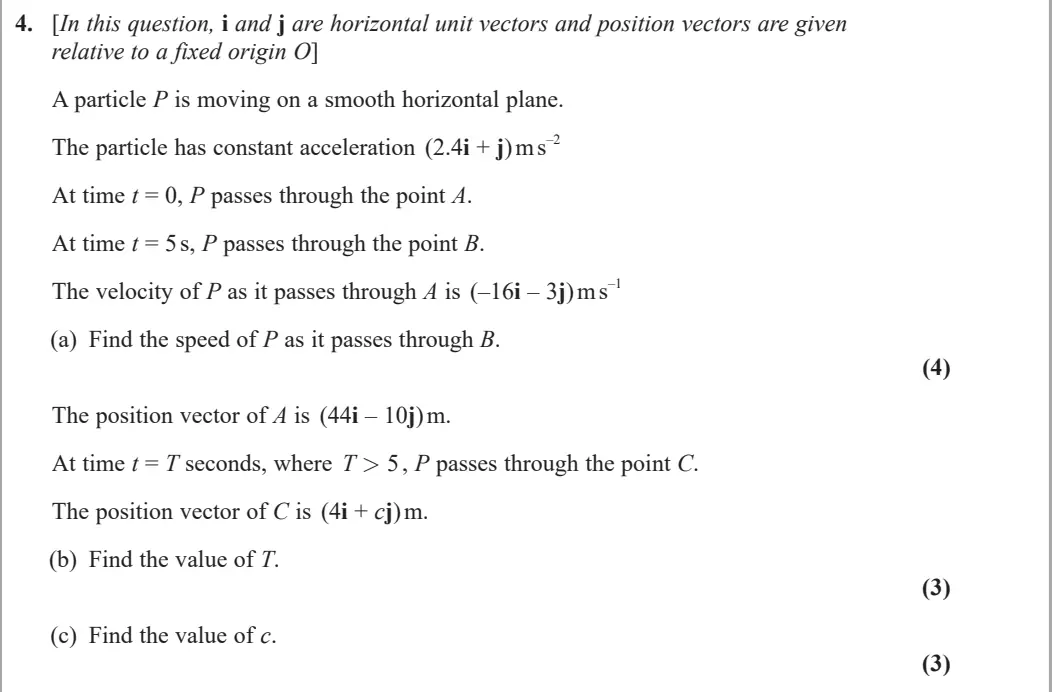 4. [In this question, i and j are horizontal unit vectors and position vectors are given
relative to a fixed origin O]
A particle P is moving on a smooth horizontal plane.
The particle has constant acceleration (2.4i + j) m s⁻²
At time t = 0, P passes through the point A.
At time t = 5 s, P passes through the point B.
The velocity of P as it passes through A is (–16i – 3j) m s⁻¹
(a) Find the speed of P as it passes through B.
(4)
The position vector of A is (44i – 10j) m.
At time t = T seconds, where T > 5, P passes through the point C.
The position vector of C is (4i + cj) m.
(b) Find the value of T.
(3)
(c) Find the value of c.
(3)